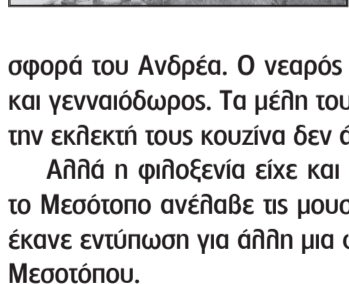 σφορά του Ανδρέα. Ο νεαρός
και γενναιόδωρος. Τα μέλη του
την εκλεκτή τους κουζίνα δεν
Αλλά η φιλοξενία είχε και
το Μεσότοπο ανέλαβε τις
έκανε εντύπωση για άλλη μια
Μεσοτόπου.